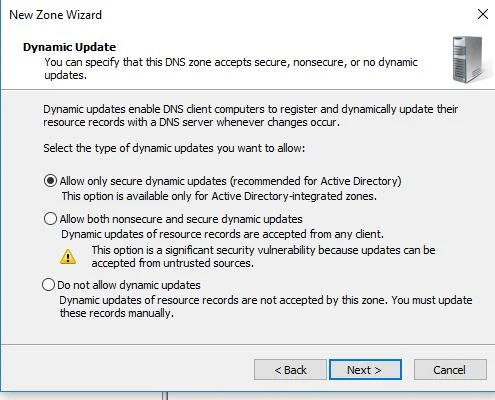 New Zone Wizard
Dynamic Update
You can specify that this DNS zone accepts secure, nonsecure, or no dynamic
updates.
Dynamic updates enable DNS client computers to register and dynamically update their
resource records with a DNS server whenever changes occur.
Select the type of dynamic updates you want to allow:
Allow only secure dynamic updates (recommended for Active Directory)
This option is available only for Active Directory-integrated zones.
Allow both nonsecure and secure dynamic updates
Dynamic updates of resource records are accepted from any client.
This option is a significant security vulnerability because updates can be
accepted from untrusted sources.
Do not allow dynamic updates
Dynamic updates of resource records are not accepted by this zone. You must update
these records manually.
< Back Next > Cancel